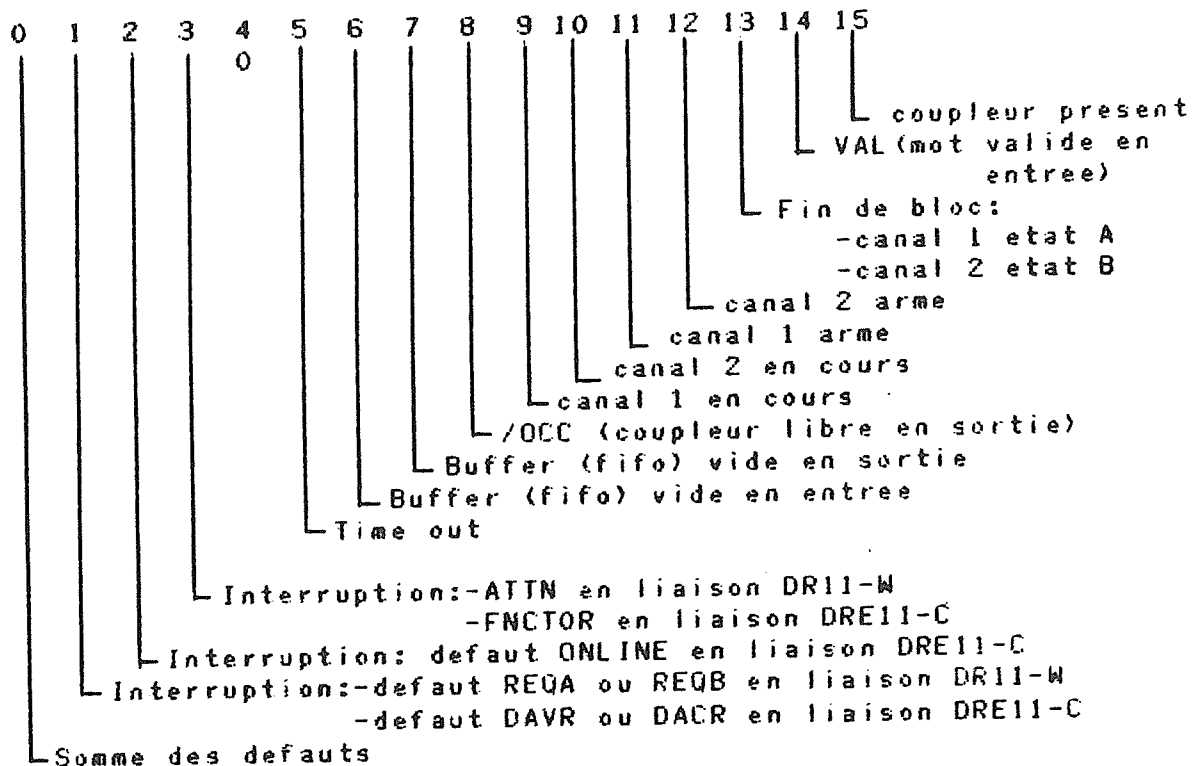 0 1 2 3 4 5 6 7 8 9 10 11 12 13 14 15
0
coupleur present
VAL(mot valide en
entree)
Fin de bloc:
-canal 1 etat A
-canal 2 etat B
canal 2 arme
canal 1 arme
canal 2 en cours
canal 1 en cours
/OCC (coupleur libre en sortie)
Buffer (fifo) vide en sortie
Buffer (fifo) vide en entree
Time out
Interruption:-ATTN en liaison DR11-W
-FNCTOR en liaison DRE11-C
Interruption: defaut ONLINE en liaison DRE11-C
Interruption:-defaut REQA ou REQB en liaison DR11-W
-defaut DAVR ou DACR en liaison DRE11-C
Somme des defauts